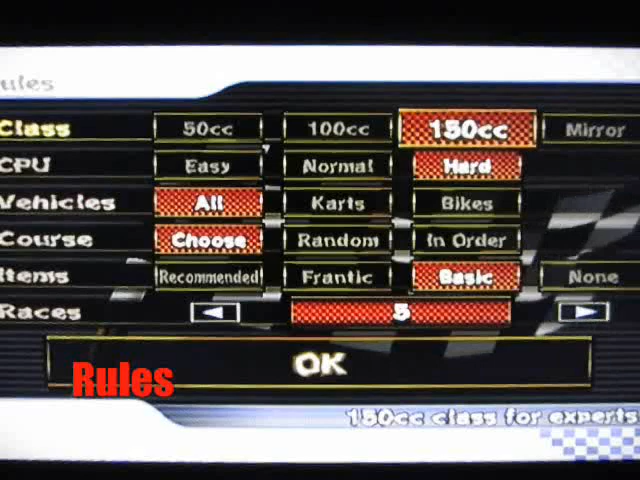 ules
Class 50cc 100cc 150cc Mirror
CPU Easy Normal Hard
Vehicles All Karts Bikes
Course Choose Random In Order
Items Recommended Frantic Basic None
Races 5
OK
Rules
150cc class for experts